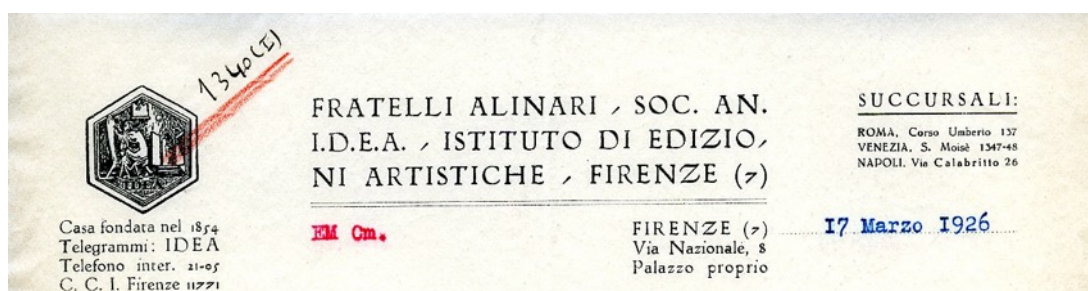 1340(I)
FRATELLI ALINARI , SOC. AN.
I.D.E.A. , ISTITUTO DI EDIZIO,
NI ARTISTICHE , FIRENZE (7)
SUCCURSALI:
ROMA, Corso Umberto 137
VENEZIA, S. Moisè 1347-48
NAPOLI, Via Calabritto 26
IDEA
Casa fondata nel 1854
Telegrammi: IDEA
Telefono inter. 21-05
C. C. I. Firenze 11771
EM Cm.
FIRENZE (7)
Via Nazionale, 8
Palazzo proprio
17 Marzo 1926